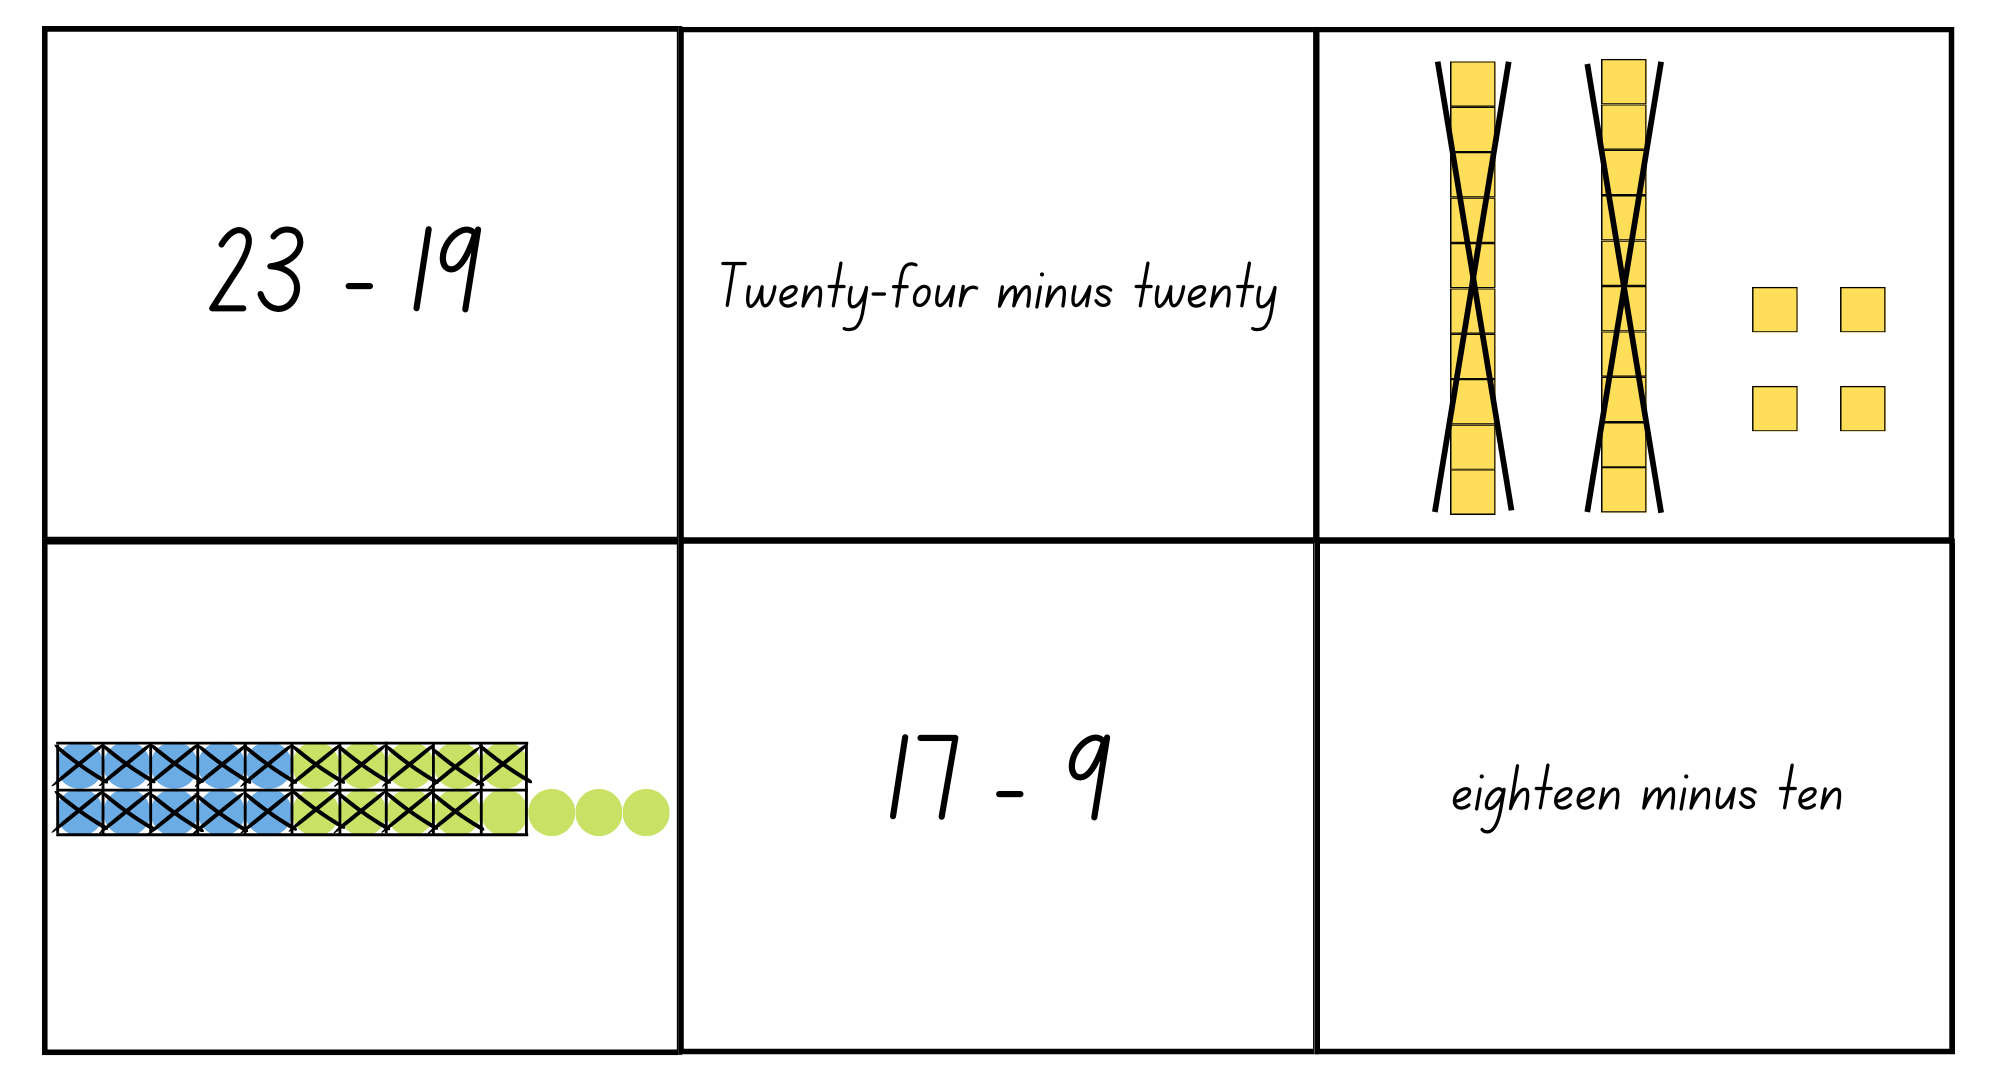 23 - 19
Twenty-four minus twenty
17 - 9
eighteen minus ten